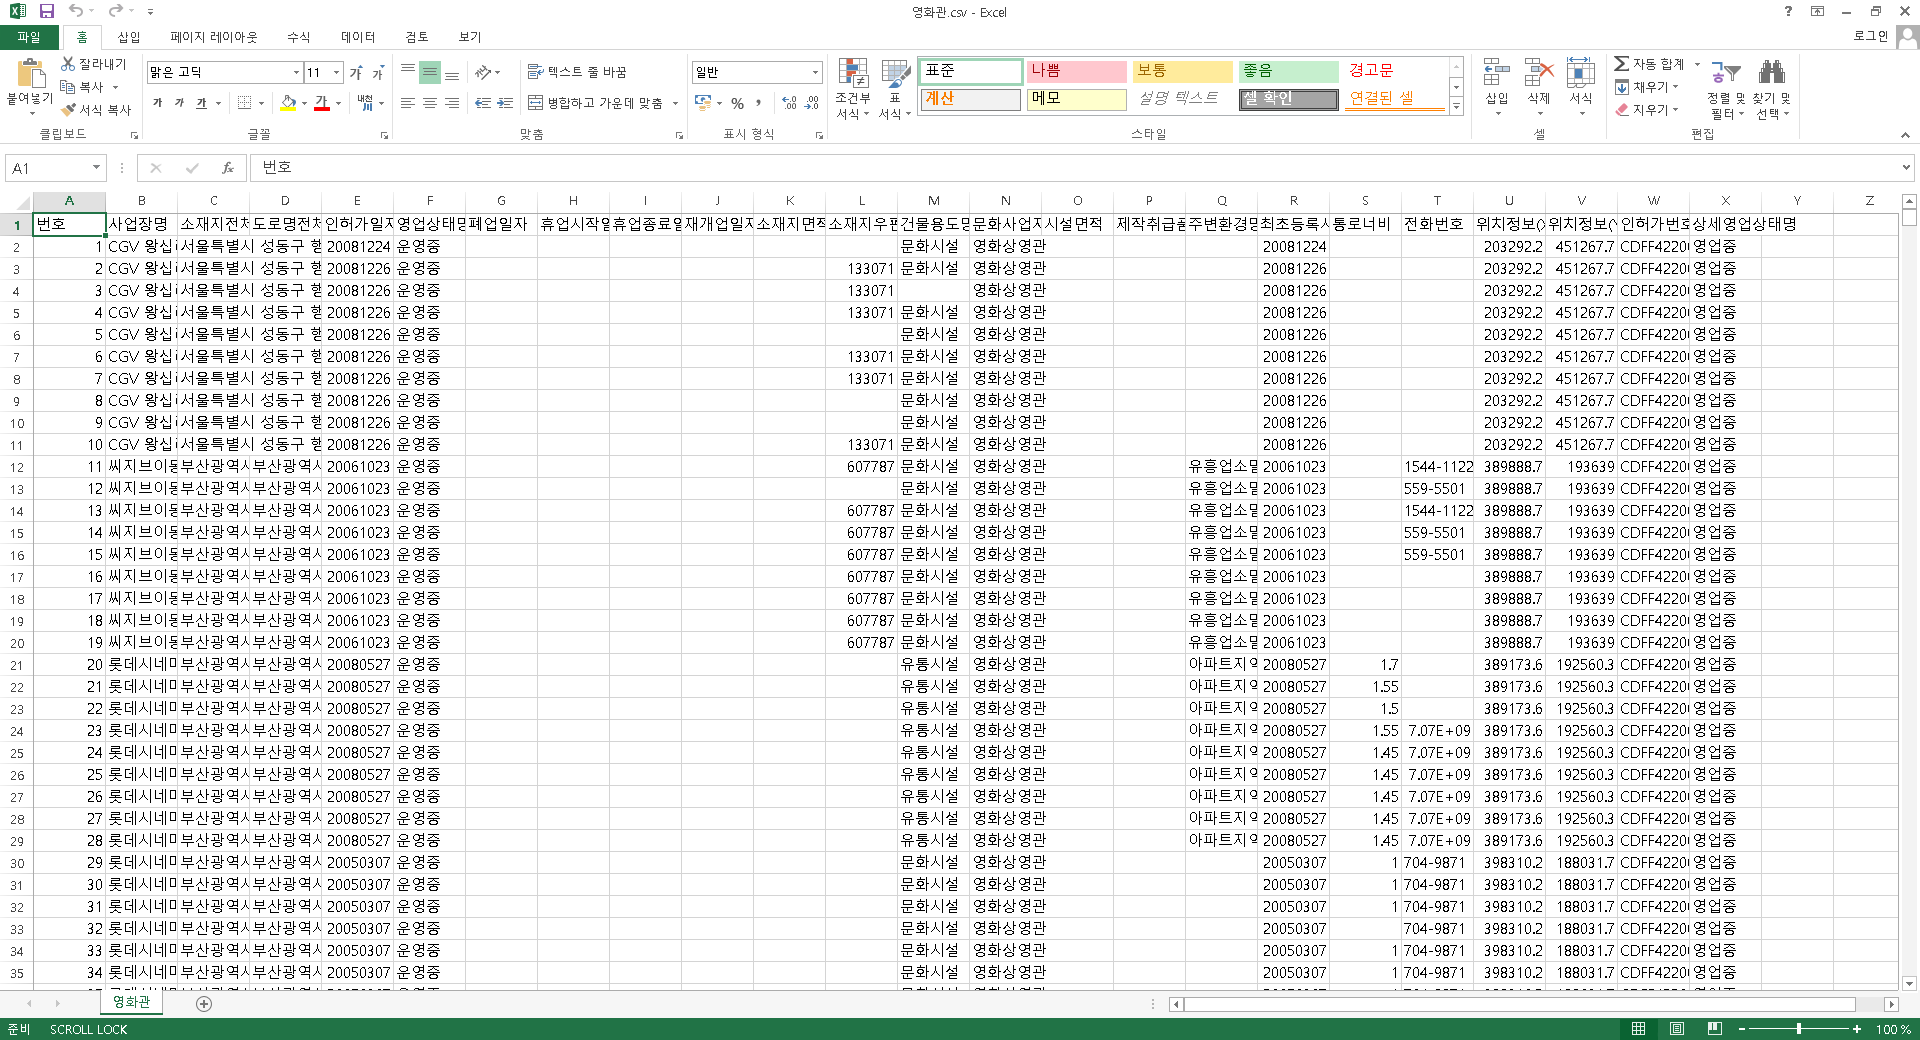 영화관.csv - Excel
파일 홈 삽입 페이지 레이아웃 수식 데이터 검토 보기 로그인
붙여넣기 잘라내기 복사 서식 복사 클립보드
맑은 고딕 11 가 가 가 가 가 내천 글꼴
텍스트 줄 바꿈 병합하고 가운데 맞춤 맞춤
일반 % 표시 형식
조건부 서식 표 서식 표준 나쁨 보통 좋음 경고문
계산 메모 설명 텍스트 셀 확인 연결된 셀 스타일
삽입 삭제 서식 셀
자동 합계 채우기 지우기 정렬 및 필터 찾기 및 선택 편집
A1 fx 번호
A B C D E F G H I J K L M N O P Q R S T U V W X Y Z
1 번호 사업장명 소재지전처 도로명전처 인허가일자 영업상태명 폐업일자 휴업시작일 휴업종료일 재개업일자 소재지면적 소재지우편 건물용도명 문화사업자 시설면적 제작취급품 주변환경명 최초등록시 통로너비 전화번호 위치정보( 위치정보( 인허가번호 상세영업상태명
2 1 CGV 왕십 서울특별시 성동구 행 20081224 운영중 문화시설 영화상영관 20081224 203292.2 451267.7 CDFF4220 영업중
3 2 CGV 왕십 서울특별시 성동구 행 20081226 운영중 133071 문화시설 영화상영관 20081226 203292.2 451267.7 CDFF4220 영업중
4 3 CGV 왕십 서울특별시 성동구 행 20081226 운영중 133071 영화상영관 20081226 203292.2 451267.7 CDFF4220 영업중
5 4 CGV 왕십 서울특별시 성동구 행 20081226 운영중 133071 문화시설 영화상영관 20081226 203292.2 451267.7 CDFF4220 영업중
6 5 CGV 왕십 서울특별시 성동구 행 20081226 운영중 문화시설 영화상영관 20081226 203292.2 451267.7 CDFF4220 영업중
7 6 CGV 왕십 서울특별시 성동구 행 20081226 운영중 133071 문화시설 영화상영관 20081226 203292.2 451267.7 CDFF4220 영업중
8 7 CGV 왕십 서울특별시 성동구 행 20081226 운영중 133071 문화시설 영화상영관 20081226 203292.2 451267.7 CDFF4220 영업중
9 8 CGV 왕십 서울특별시 성동구 행 20081226 운영중 문화시설 영화상영관 20081226 203292.2 451267.7 CDFF4220 영업중
10 9 CGV 왕십 서울특별시 성동구 행 20081226 운영중 문화시설 영화상영관 20081226 203292.2 451267.7 CDFF4220 영업중
11 10 CGV 왕십 서울특별시 성동구 행 20081226 운영중 133071 문화시설 영화상영관 20081226 203292.2 451267.7 CDFF4220 영업중
12 11 씨지브이동 부산광역시 부산광역시 20061023 운영중 607787 문화시설 영화상영관 유흥업소밀 20061023 1544-1122 389888.7 193639 CDFF4220 영업중
13 12 씨지브이동 부산광역시 부산광역시 20061023 운영중 문화시설 영화상영관 유흥업소밀 20061023 559-5501 389888.7 193639 CDFF4220 영업중
14 13 씨지브이동 부산광역시 부산광역시 20061023 운영중 607787 문화시설 영화상영관 유흥업소밀 20061023 1544-1122 389888.7 193639 CDFF4220 영업중
15 14 씨지브이동 부산광역시 부산광역시 20061023 운영중 607787 문화시설 영화상영관 유흥업소밀 20061023 559-5501 389888.7 193639 CDFF4220 영업중
16 15 씨지브이동 부산광역시 부산광역시 20061023 운영중 607787 문화시설 영화상영관 유흥업소밀 20061023 559-5501 389888.7 193639 CDFF4220 영업중
17 16 씨지브이동 부산광역시 부산광역시 20061023 운영중 607787 문화시설 영화상영관 유흥업소밀 20061023 389888.7 193639 CDFF4220 영업중
18 17 씨지브이동 부산광역시 부산광역시 20061023 운영중 607787 문화시설 영화상영관 유흥업소밀 20061023 389888.7 193639 CDFF4220 영업중
19 18 씨지브이동 부산광역시 부산광역시 20061023 운영중 607787 문화시설 영화상영관 유흥업소밀 20061023 389888.7 193639 CDFF4220 영업중
20 19 씨지브이동 부산광역시 부산광역시 20061023 운영중 607787 문화시설 영화상영관 유흥업소밀 20061023 389888.7 193639 CDFF4220 영업중
21 20 롯데시네마 부산광역시 부산광역시 20080527 운영중 유통시설 영화상영관 아파트지역 20080527 1.7 389173.6 192560.3 CDFF4220 영업중
22 21 롯데시네마 부산광역시 부산광역시 20080527 운영중 유통시설 영화상영관 아파트지역 20080527 1.55 389173.6 192560.3 CDFF4220 영업중
23 22 롯데시네마 부산광역시 부산광역시 20080527 운영중 유통시설 영화상영관 아파트지역 20080527 1.5 389173.6 192560.3 CDFF4220 영업중
24 23 롯데시네마 부산광역시 부산광역시 20080527 운영중 유통시설 영화상영관 아파트지역 20080527 1.55 7.07E+09 389173.6 192560.3 CDFF4220 영업중
25 24 롯데시네마 부산광역시 부산광역시 20080527 운영중 유통시설 영화상영관 아파트지역 20080527 1.45 7.07E+09 389173.6 192560.3 CDFF4220 영업중
26 25 롯데시네마 부산광역시 부산광역시 20080527 운영중 유통시설 영화상영관 아파트지역 20080527 1.45 7.07E+09 389173.6 192560.3 CDFF4220 영업중
27 26 롯데시네마 부산광역시 부산광역시 20080527 운영중 유통시설 영화상영관 아파트지역 20080527 1.45 7.07E+09 389173.6 192560.3 CDFF4220 영업중
28 27 롯데시네마 부산광역시 부산광역시 20080527 운영중 유통시설 영화상영관 아파트지역 20080527 1.45 7.07E+09 389173.6 192560.3 CDFF4220 영업중
29 28 롯데시네마 부산광역시 부산광역시 20080527 운영중 유통시설 영화상영관 아파트지역 20080527 1.45 7.07E+09 389173.6 192560.3 CDFF4220 영업중
30 29 롯데시네마 부산광역시 부산광역시 20050307 운영중 문화시설 영화상영관 20050307 1 704-9871 398310.2 188031.7 CDFF4220 영업중
31 30 롯데시네마 부산광역시 부산광역시 20050307 운영중 문화시설 영화상영관 20050307 1 704-9871 398310.2 188031.7 CDFF4220 영업중
32 31 롯데시네마 부산광역시 부산광역시 20050307 운영중 문화시설 영화상영관 20050307 1 704-9871 398310.2 188031.7 CDFF4220 영업중
33 32 롯데시네마 부산광역시 부산광역시 20050307 운영중 문화시설 영화상영관 20050307 704-9871 398310.2 188031.7 CDFF4220 영업중
34 33 롯데시네마 부산광역시 부산광역시 20050307 운영중 문화시설 영화상영관 20050307 1 704-9871 398310.2 188031.7 CDFF4220 영업중
35 34 롯데시네마 부산광역시 부산광역시 20050307 운영중 문화시설 영화상영관 20050307 1 704-9871 398310.2 188031.7 CDFF4220 영업중
영화관
준비 SCROLL LOCK 100 %